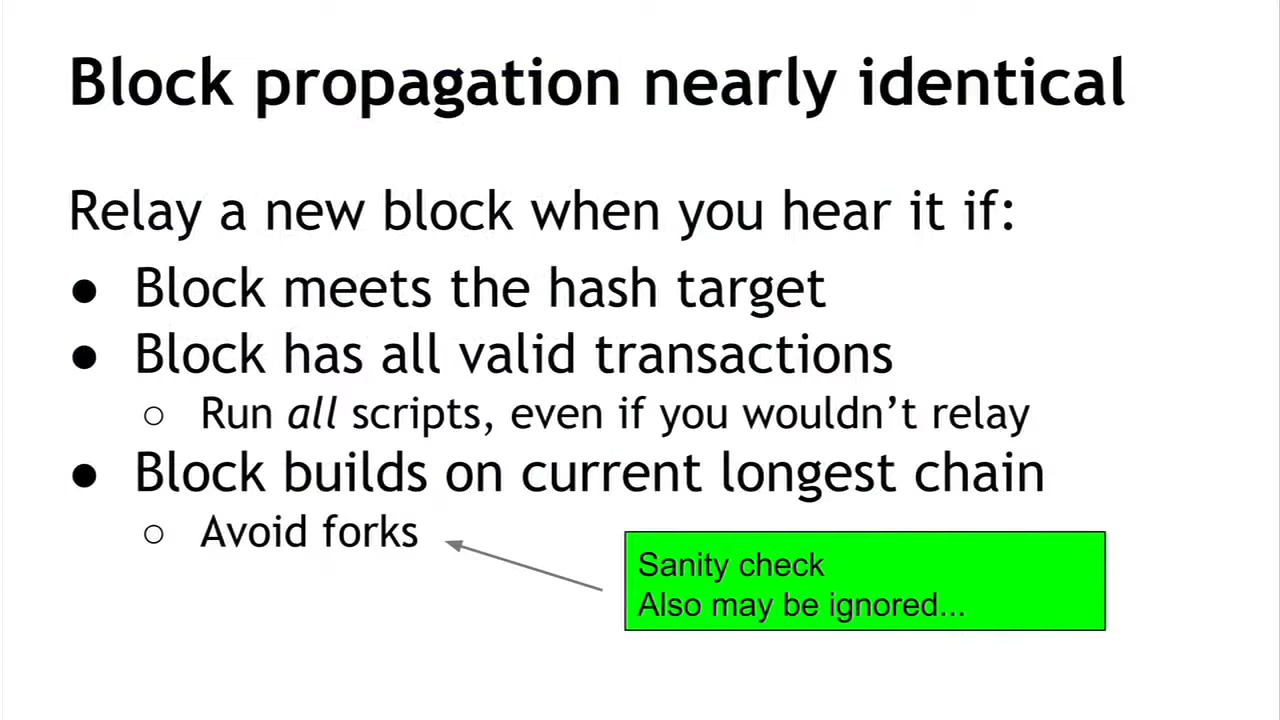 Block propagation nearly identical
Relay a new block when you hear it if:
● Block meets the hash target
● Block has all valid transactions
○ Run all scripts, even if you wouldn’t relay
● Block builds on current longest chain
○ Avoid forks
Sanity check
Also may be ignored...